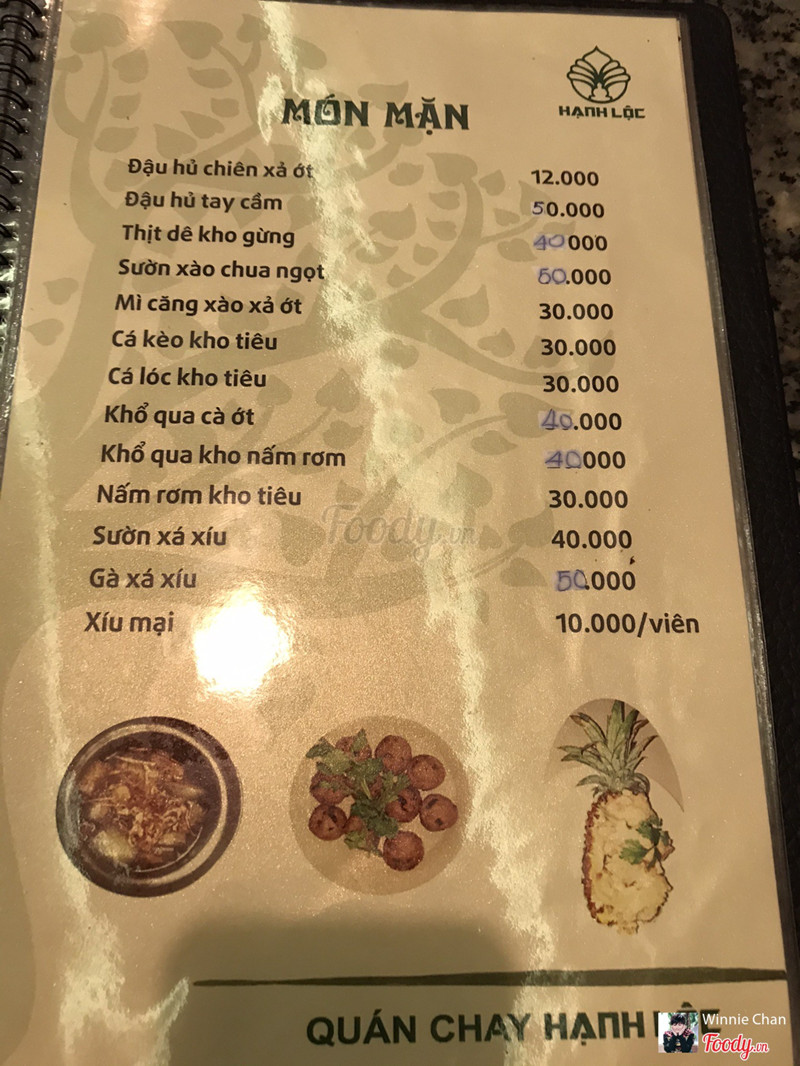 HẠNH LỘC
MÓN MẶN
Đậu hủ chiên xả ớt 12.000
Đậu hủ tay cầm 50.000
Thịt dê kho gừng 40 000
Sườn xào chua ngọt 60.000
Mì căng xào xả ớt 30.000
Cá kèo kho tiêu 30.000
Cá lóc kho tiêu 30.000
Khổ qua cà ớt 40.000
Khổ qua kho nấm rơm 40.000
Nấm rơm kho tiêu 30.000
Sườn xá xíu 40.000
Gà xá xíu 50.000
Xíu mại 10.000/viên
Foody.vn
QUÁN CHAY HẠNH LỘC
Winnie Chan
Foody.vn